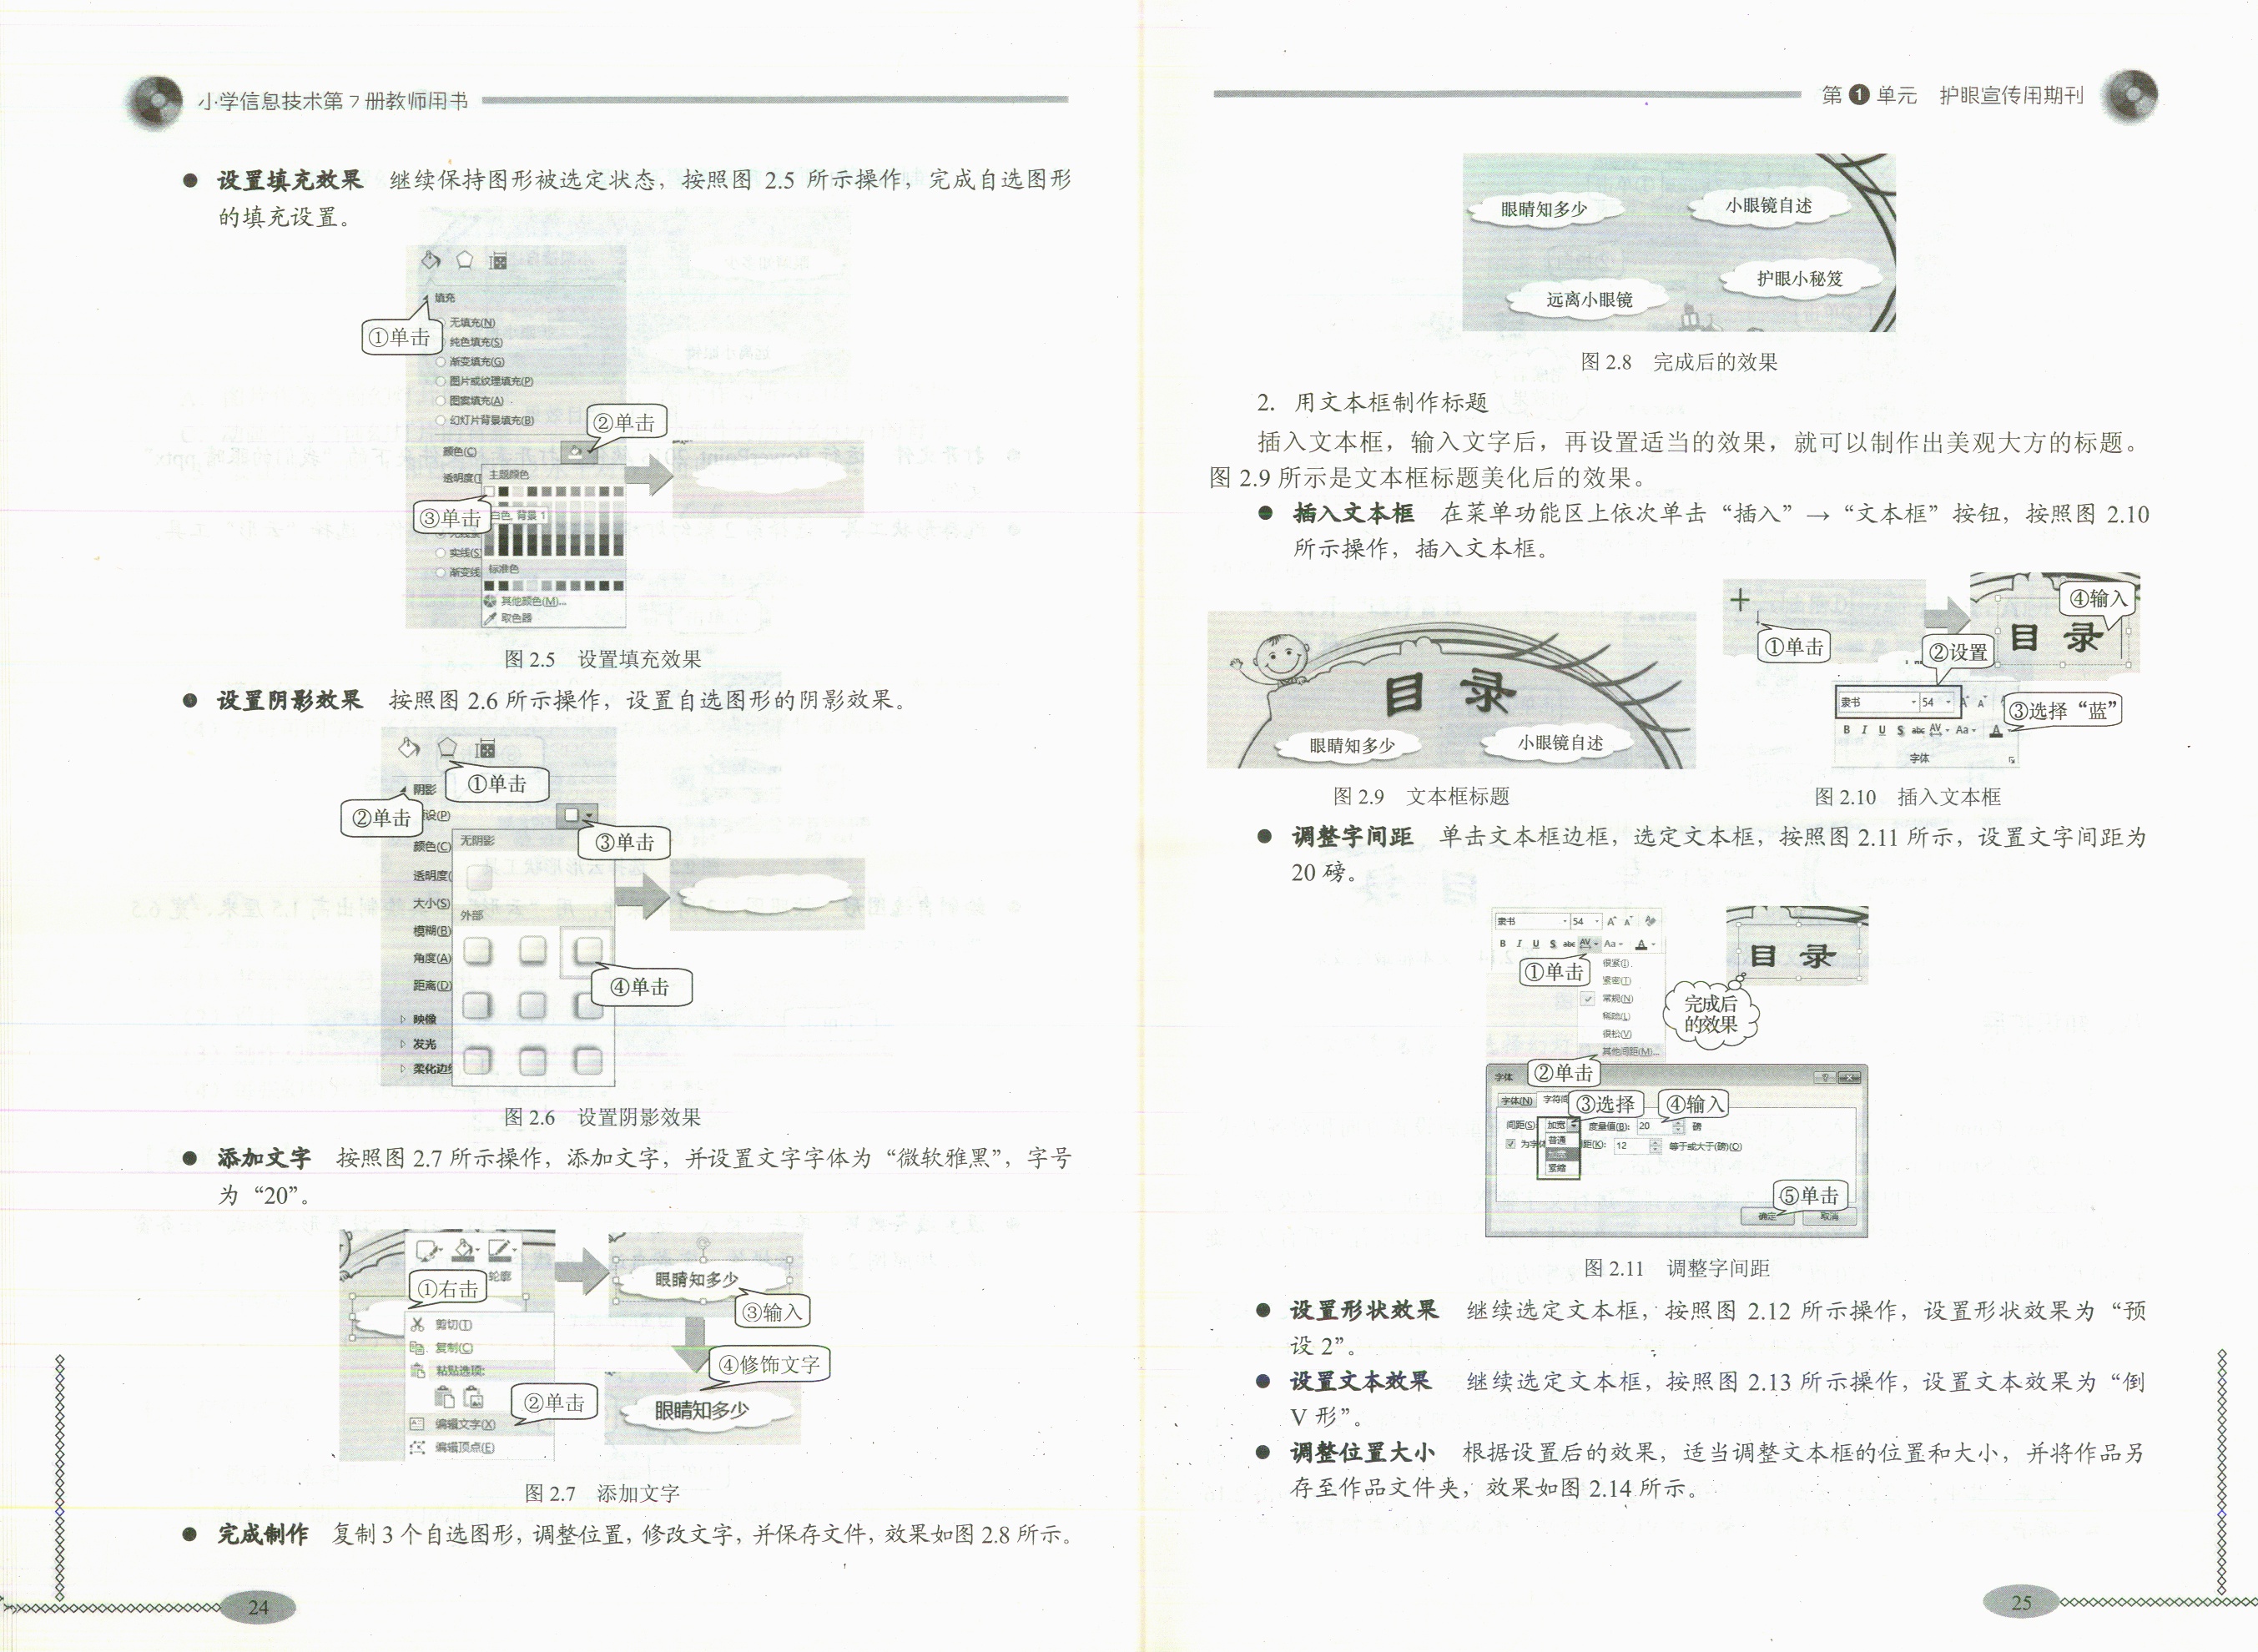 小学信息技术第7册教师用书
● 设置填充效果 继续保持图形被选定状态，按照图 2.5 所示操作，完成自选图形
的填充设置。
填充
①单击
无填充(N)
纯色填充(S)
渐变填充(G)
图片或纹理填充(P)
图案填充(A)
幻灯片背景填充(B)
②单击
颜色(C)
透明度(T
主题颜色
③单击
白色, 背景 1
实线(S)
渐变线
标准色
其他颜色(M)...
取色器
图 2.5 设置填充效果
● 设置阴影效果 按照图 2.6 所示操作，设置自选图形的阴影效果。
①单击
阴影
②单击
设(P)
③单击
颜色(C)
无阴影
透明度(
大小(S)
外部
模糊(B)
角度(A)
距离(D)
④单击
映像
发光
柔化边缘
图 2.6 设置阴影效果
● 添加文字 按照图 2.7 所示操作，添加文字，并设置文字字体为“微软雅黑”，字号
为“20”。
轮廓
①右击
剪切(T)
复制(C)
粘贴选项:
②单击
编辑文字(X)
编辑顶点(E)
眼睛知多少
③输入
④修饰文字
眼睛知多少
图 2.7 添加文字
● 完成制作 复制 3 个自选图形，调整位置，修改文字，并保存文件，效果如图 2.8 所示。
24
第1单元 护眼宣传用期刊
眼睛知多少
小眼镜自述
护眼小秘笈
远离小眼镜
图 2.8 完成后的效果
2. 用文本框制作标题
插入文本框，输入文字后，再设置适当的效果，就可以制作出美观大方的标题。
图 2.9 所示是文本框标题美化后的效果。
● 插入文本框 在菜单功能区上依次单击“插入”→“文本框”按钮，按照图 2.10
所示操作，插入文本框。
目 录
眼睛知多少
小眼镜自述
图 2.9 文本框标题
①单击
②设置
④输入
目 录
隶书 54
③选择“蓝”
B I U S abc AV Aa A
字体
图 2.10 插入文本框
● 调整字间距 单击文本框边框，选定文本框，按照图 2.11 所示，设置文字间距为
20 磅。
隶书 54
B I U S abc AV Aa A
①单击
很紧(I)
紧密(T)
常规(N)
稀疏(L)
很松(V)
其他间距(M)...
目 录
完成后
的效果
字体
②单击
字体(N) 字符间
③选择
④输入
间距(S): 加宽 度量值(B): 20 磅
为字体 距(K): 12 等于或大于(磅)(O)
普通
加宽
紧缩
⑤单击
确定 取消
图 2.11 调整字间距
● 设置形状效果 继续选定文本框，按照图 2.12 所示操作，设置形状效果为“预
设 2”。
● 设置文本效果 继续选定文本框，按照图 2.13 所示操作，设置文本效果为“倒
V 形”。
● 调整位置大小 根据设置后的效果，适当调整文本框的位置和大小，并将作品另
存至作品文件夹，效果如图 2.14 所示。
25